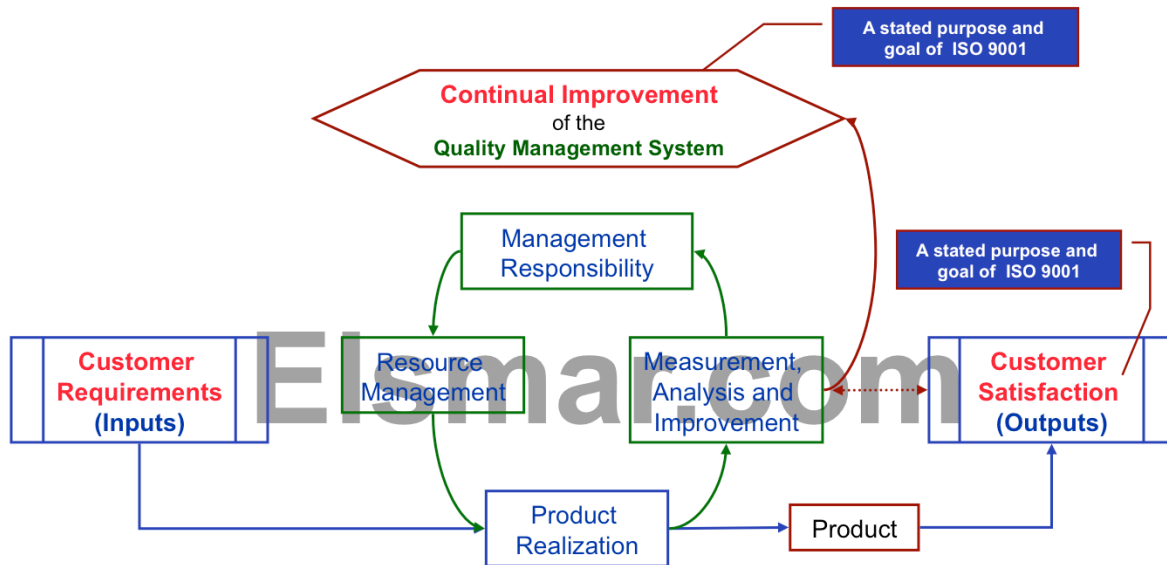 A stated purpose and
goal of ISO 9001
Continual Improvement
of the
Quality Management System
Management
Responsibility
A stated purpose and
goal of ISO 9001
Customer
Requirements
(Inputs)
Resource
Management
Measurement,
Analysis and
Improvement
Customer
Satisfaction
(Outputs)
Elsmar.com
Product
Realization
Product